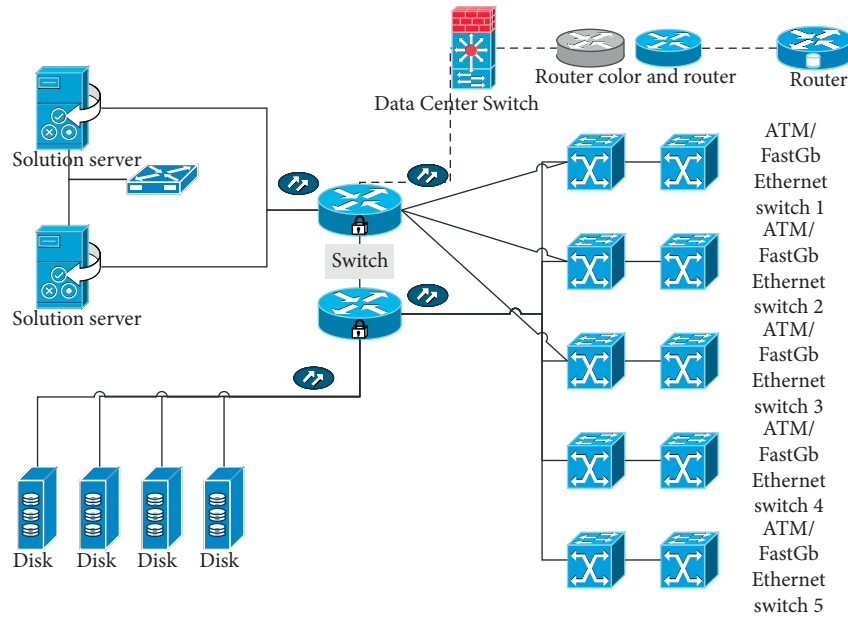 Data Center Switch
Router color and router
Router
Solution server
Solution server
Switch
Disk
Disk
Disk
Disk
ATM/
FastGb
Ethernet
switch 1
ATM/
FastGb
Ethernet
switch 2
ATM/
FastGb
Ethernet
switch 3
ATM/
FastGb
Ethernet
switch 4
ATM/
FastGb
Ethernet
switch 5